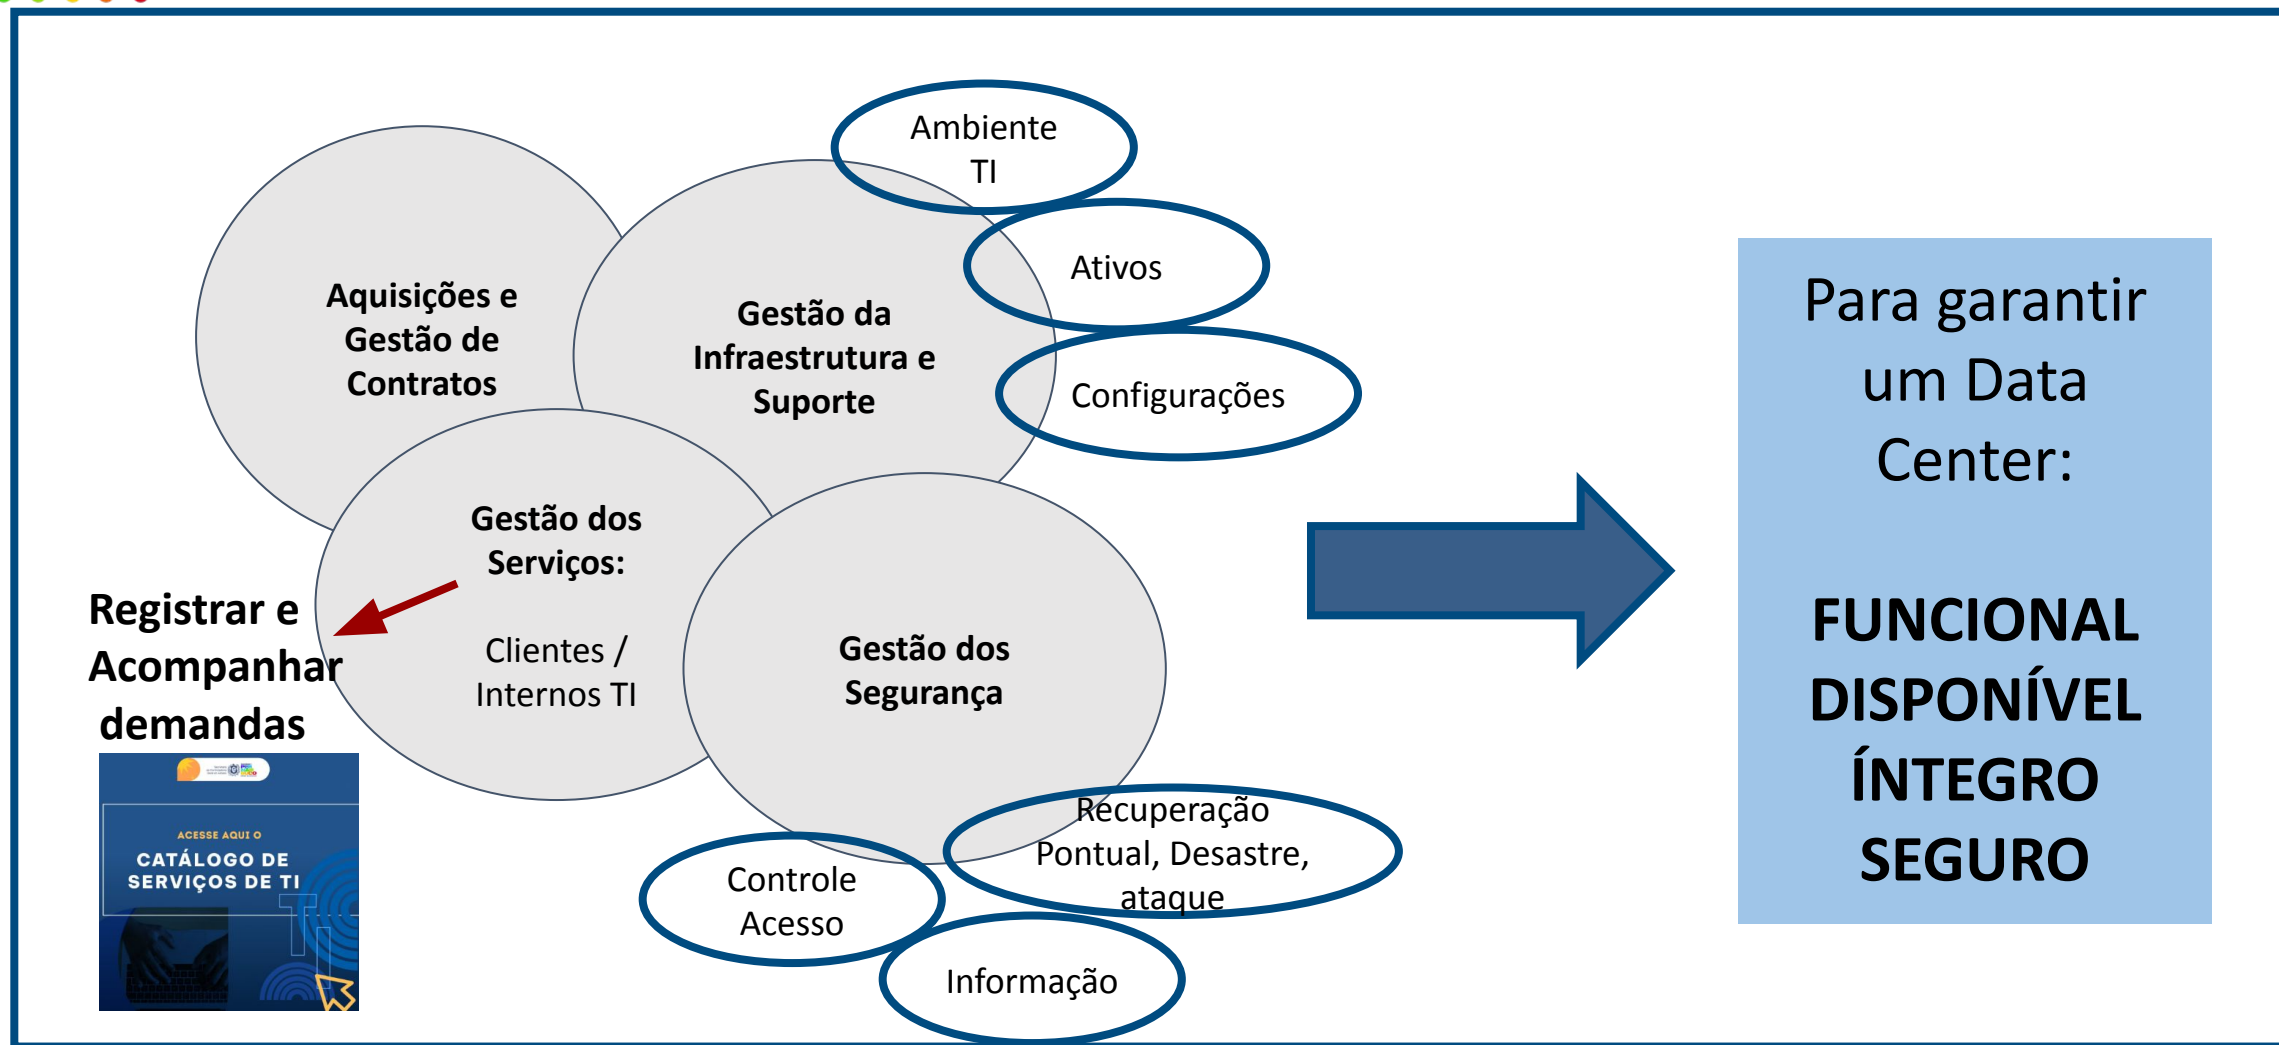 Ambiente
TI
Ativos
Configurações
Aquisições e
Gestão de
Contratos
Gestão da
Infraestrutura e
Suporte
Gestão dos
Serviços:
Clientes /
Internos TI
Gestão dos
Segurança
Registrar e
Acompanhar
demandas
ACESSE AQUI O
CATÁLOGO DE
SERVIÇOS DE TI
TI
Controle
Acesso
Recuperação
Pontual, Desastre,
ataque
Informação
Para garantir
um Data
Center:
FUNCIONAL
DISPONÍVEL
ÍNTEGRO
SEGURO